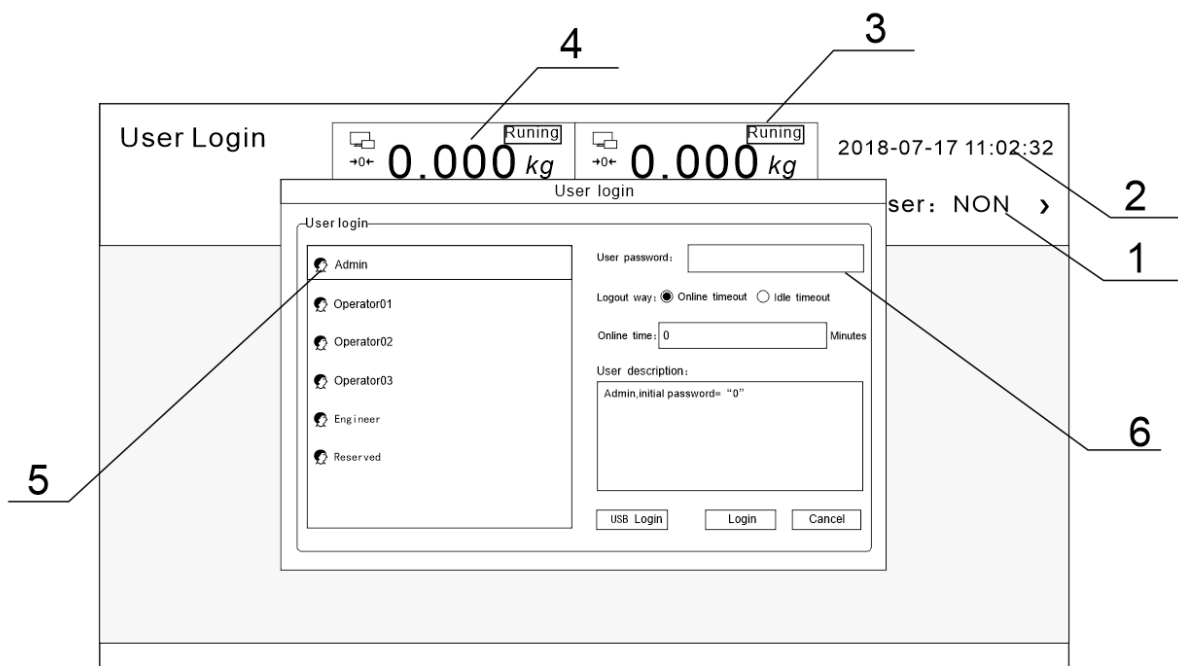 4
3
User Login
Runing
Runing
→0←
0.000 kg
→0←
0.000 kg
2018-07-17 11:02:32
2
User login
ser: NON ›
1
User login
Admin
User password:
Operator01
Logout way: Online timeout Idle timeout
Operator02
Online time: 0 Minutes
Operator03
User description:
Admin,initial password= “0”
Engineer
6
Reserved
5
USB Login
Login
Cancel